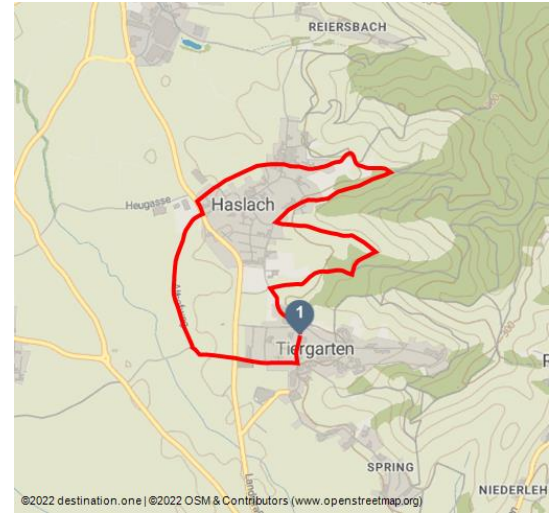 REIERSBACH
Heugasse
Haslach
1
Tiergarten
SPRING
NIEDERLEH
©2022 destination.one | ©2022 OSM & Contributors (www.openstreetmap.org)